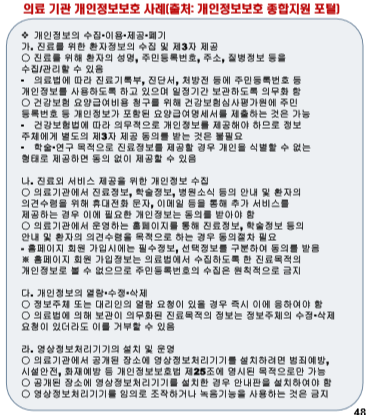 의료 기관 개인정보보호 사례(출처: 개인정보보호 종합지원 포털)
❖ 개인정보의 수집•이용•제공•폐기
가. 진료를 위한 환자정보의 수집 및 제3자 제공
○ 진료를 위해 환자의 성명, 주민등록번호, 주소, 질병정보 등을
수집/관리할 수 있음
- 의료법에 따라 진료기록부, 진단서, 처방전 등에 주민등록번호 등
개인정보를 사용하도록 하고 있으며 일정기간 보관하도록 의무화 함
○ 건강보험 요양급여비용 청구를 위해 건강보험심사평가원에 주민
등록번호 등 개인정보가 포함된 요양급여명세서를 제출하는 것은 가능
- 건강보험법에 따라 의무적으로 개인정보를 제공해야 하므로 정보
주체에게 별도의 제3자 제공 동의를 받는 것은 불필요
- 학술•연구 목적으로 진료정보를 제공할 경우 개인을 식별할 수 없는
형태로 제공하면 동의 없이 제공할 수 있음
나. 진료외 서비스 제공을 위한 개인정보 수집
○ 의료기관에서 진료정보, 학술정보, 병원소식 등의 안내 및 환자의
의견수렴을 위해 휴대전화 문자, 이메일 등을 통해 추가 서비스를
제공하는 경우 이에 필요한 개인정보는 동의를 받아야 함
○ 의료기관에서 운영하는 홈페이지를 통해 진료정보, 학술정보 등의
안내 및 환자의 의견수렴을 목적으로 하는 경우 동의절차 필요
- 홈페이지 회원 가입시에는 필수정보, 선택정보를 구분하여 동의를 받음
※ 홈페이지 회원 가입정보는 의료법에서 수집하도록 한 진료목적의
개인정보로 볼 수 없으므로 주민등록번호의 수집은 원칙적으로 금지
다. 개인정보의 열람•수정•삭제
○ 정보주체 또는 대리인의 열람 요청이 있을 경우 즉시 이에 응하여야 함
○ 의료법에 의해 보관이 의무화된 진료목적의 정보는 정보주체의 수정•삭제
요청이 있더라도 이를 거부할 수 있음
라. 영상정보처리기기의 설치 및 운영
○ 의료기관에서 공개된 장소에 영상정보처리기기를 설치하려면 범죄예방,
시설안전, 화재예방 등 개인정보보호법 제25조에 명시된 목적으로만 가능
○ 공개된 장소에 영상정보처리기기를 설치한 경우 안내판을 설치하여야 함
○ 영상정보처리기기를 임의로 조작하거나 녹음기능을 사용하는 것은 금지
48